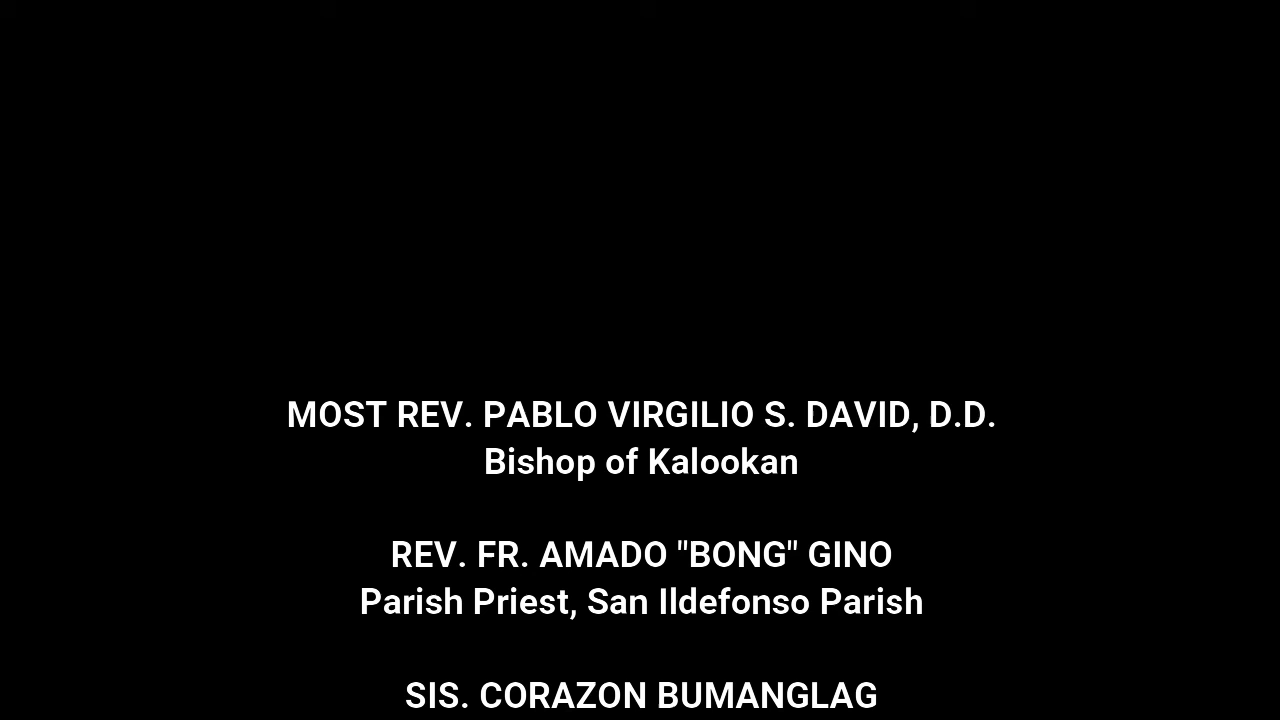 MOST REV. PABLO VIRGILIO S. DAVID, D.D.
Bishop of Kalookan
REV. FR. AMADO "BONG" GINO
Parish Priest, San Ildefonso Parish
SIS. CORAZON BUMANGLAG